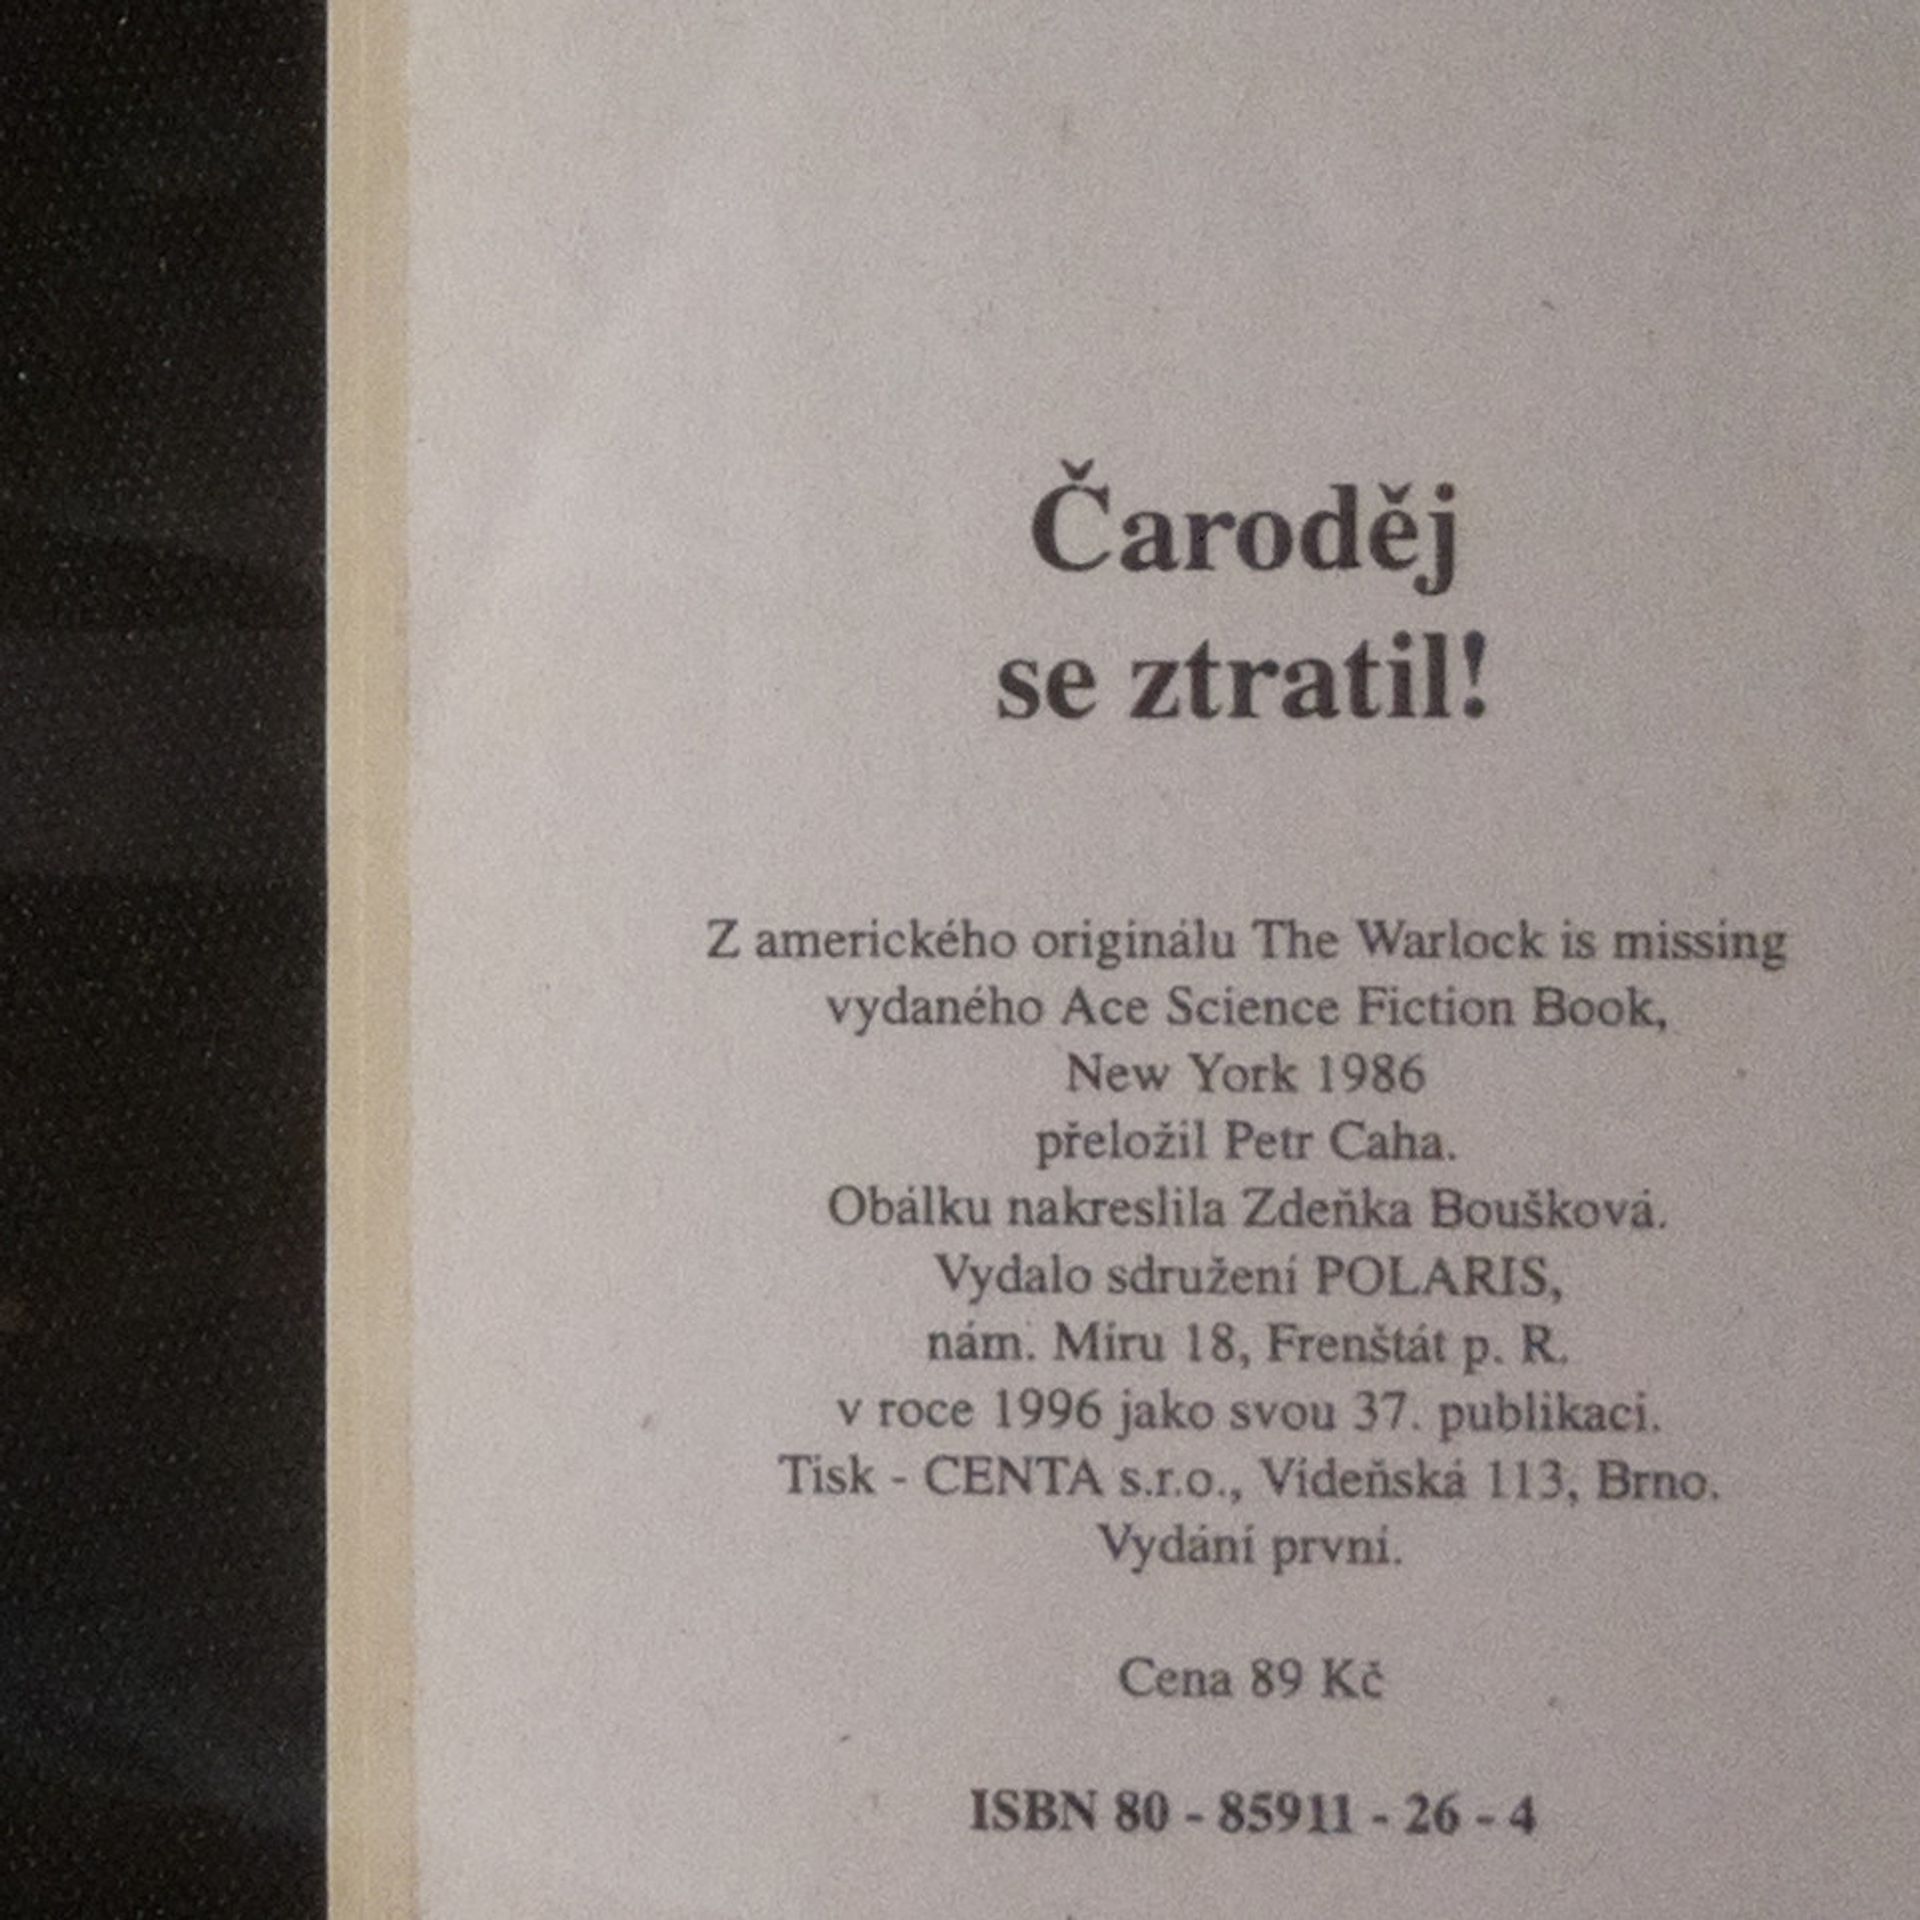 Čaroděj
se ztratil!
Z amerického originálu The Warlock is missing
vydaného Ace Science Fiction Book,
New York 1986
přeložil Petr Caha.
Obálku nakreslila Zdeňka Boušková.
Vydalo sdružení POLARIS,
nám. Míru 18, Frenštát p. R.
v roce 1996 jako svou 37. publikaci.
Tisk - CENTA s.r.o., Vídeňská 113, Brno.
Vydání první.
Cena 89 Kč
ISBN 80 - 85911 - 26 - 4